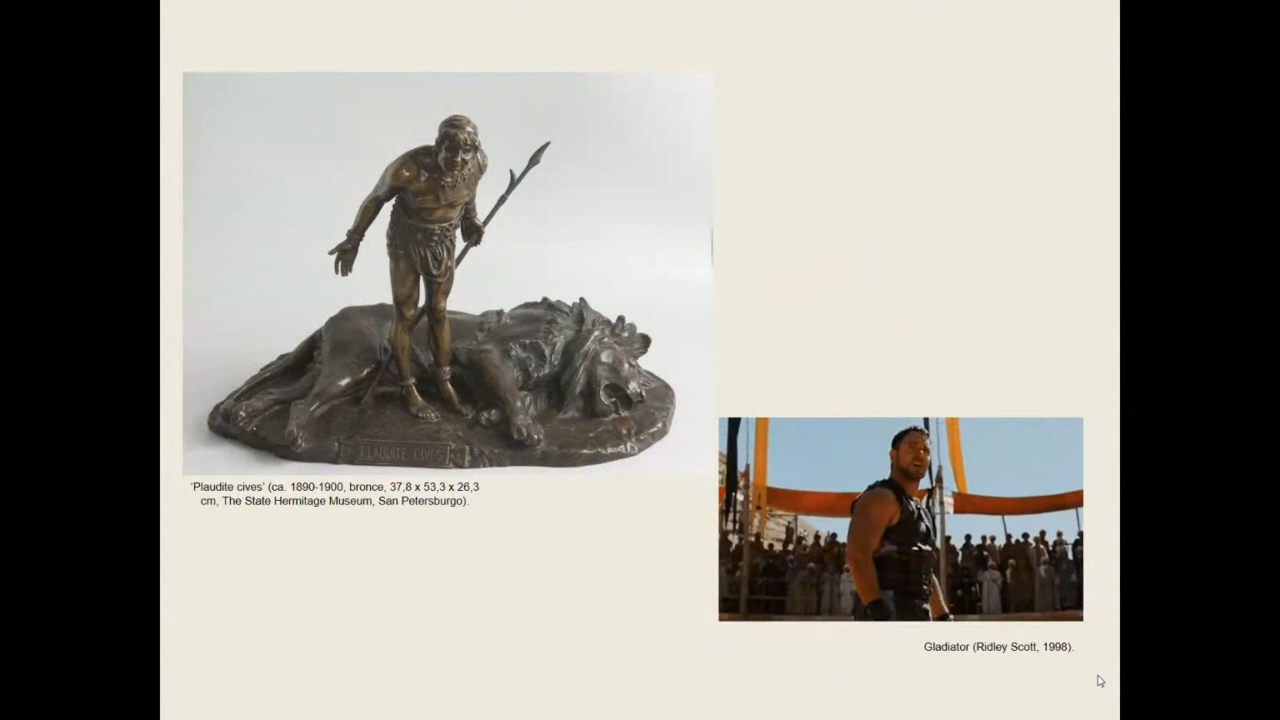 PLAUDITE CIVES
'Plaudite cives' (ca. 1890-1900, bronce, 37,8 x 53,3 x 26,3
cm, The State Hermitage Museum, San Petersburgo).
Gladiator (Ridley Scott, 1998).